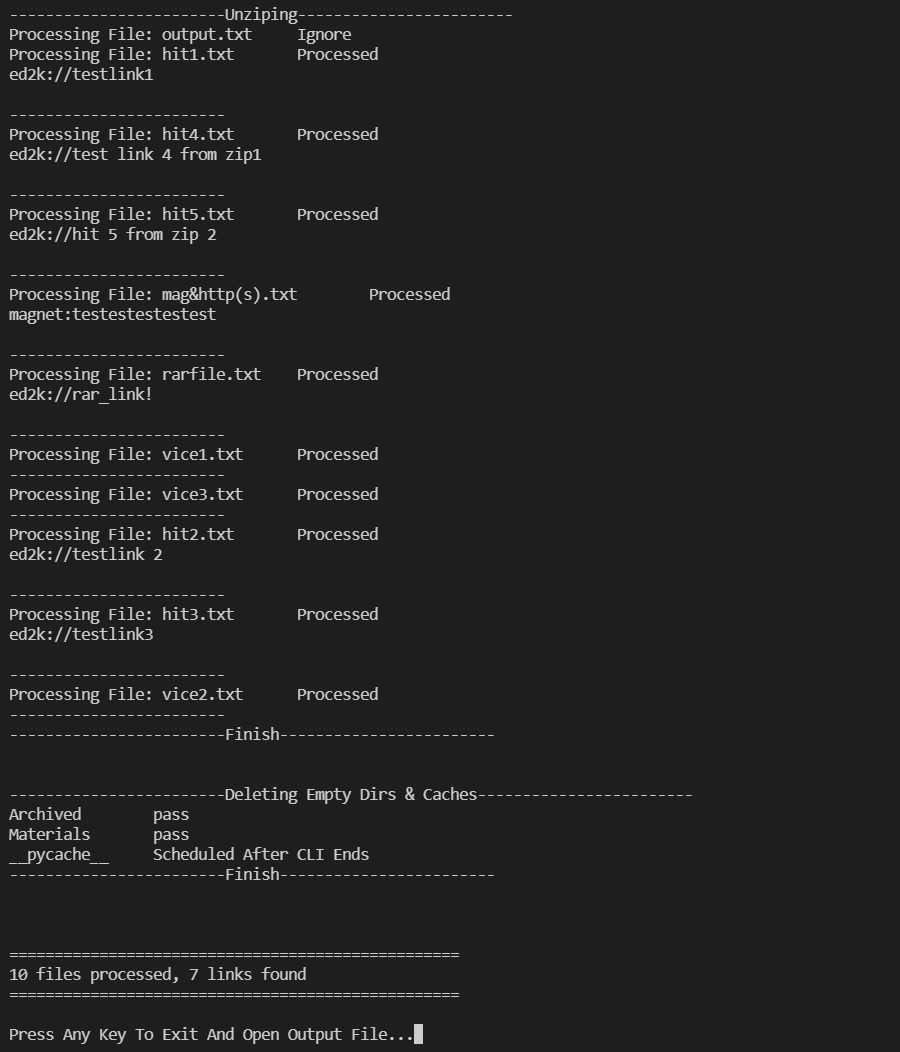 ------------------------Unziping------------------------
Processing File: output.txt     Ignore
Processing File: hit1.txt       Processed
ed2k://testlink1
------------------------
Processing File: hit4.txt       Processed
ed2k://test link 4 from zip1
------------------------
Processing File: hit5.txt       Processed
ed2k://hit 5 from zip 2
------------------------
Processing File: mag&http(s).txt        Processed
magnet:testestestestest
------------------------
Processing File: rarfile.txt    Processed
ed2k://rar_link!
------------------------
Processing File: vice1.txt      Processed
------------------------
Processing File: vice3.txt      Processed
------------------------
Processing File: hit2.txt       Processed
ed2k://testlink 2
------------------------
Processing File: hit3.txt       Processed
ed2k://testlink3
------------------------
Processing File: vice2.txt      Processed
------------------------
------------------------Finish------------------------
------------------------Deleting Empty Dirs & Caches------------------------
Archived        pass
Materials       pass
__pycache__     Scheduled After CLI Ends
------------------------Finish------------------------
==================================================
10 files processed, 7 links found
==================================================
Press Any Key To Exit And Open Output File...